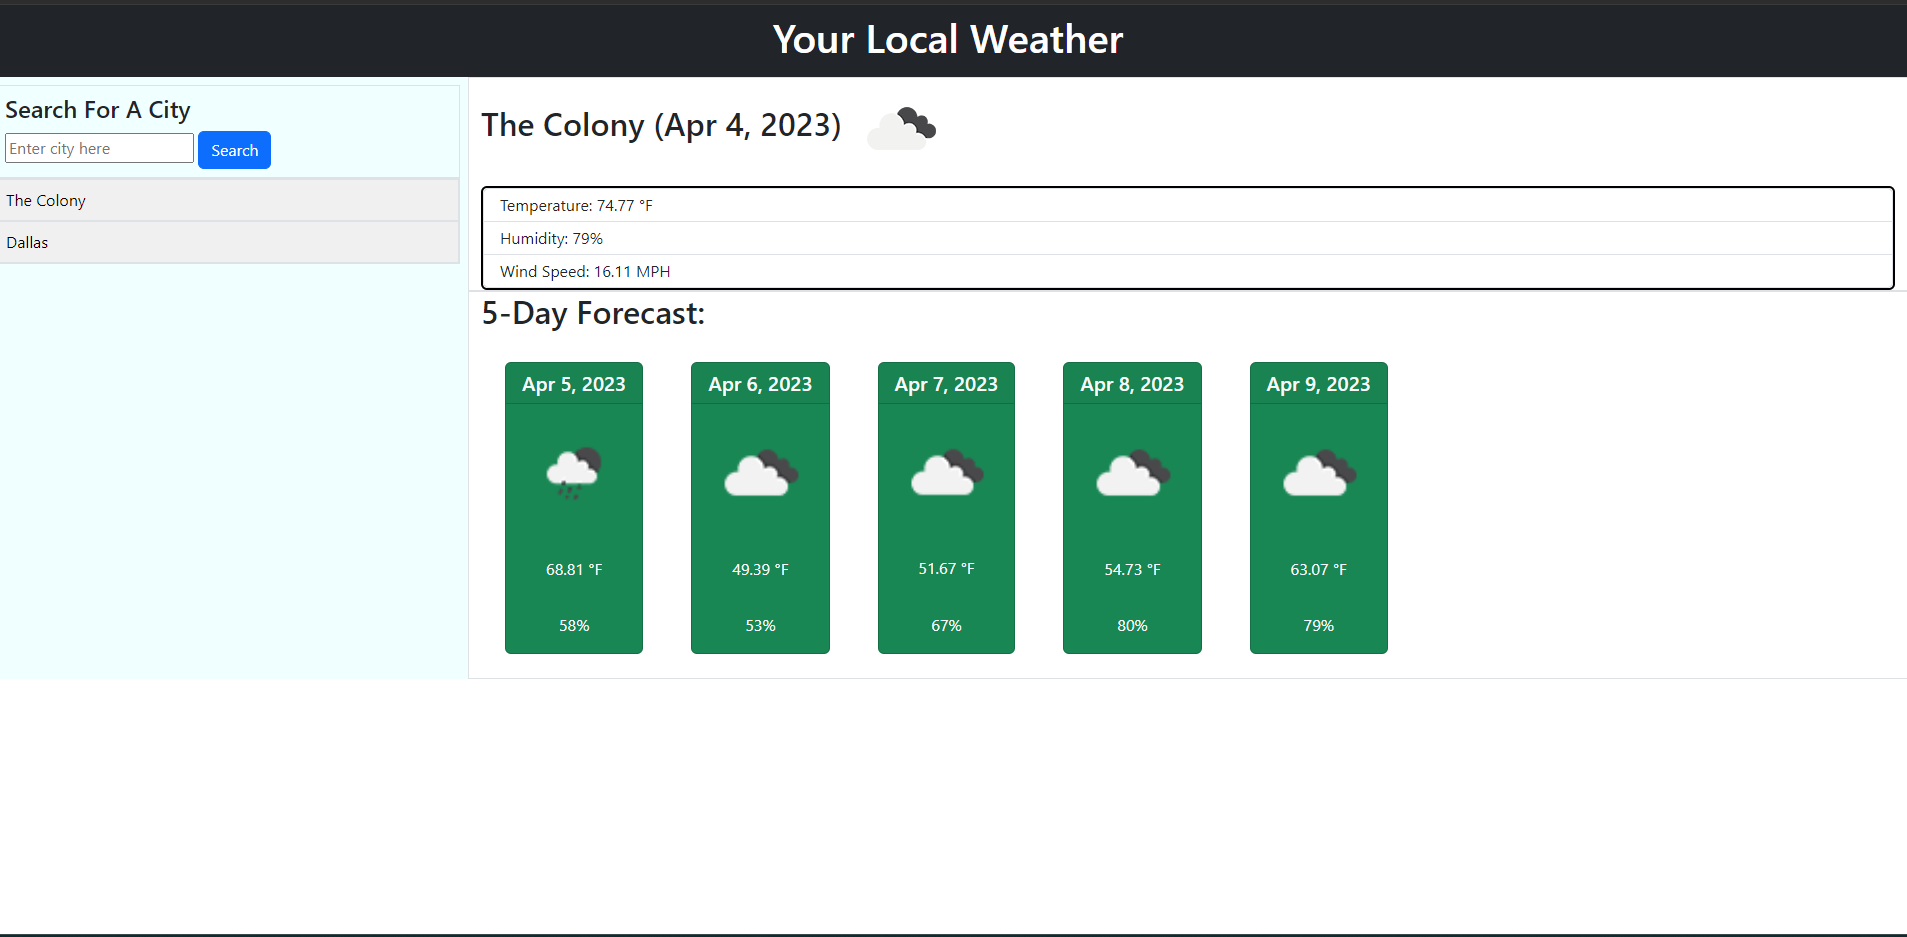 Your Local Weather
Search For A City
Enter city here
Search
The Colony
Dallas
The Colony (Apr 4, 2023)
Temperature: 74.77 °F
Humidity: 79%
Wind Speed: 16.11 MPH
5-Day Forecast:
Apr 5, 2023
68.81 °F
58%
Apr 6, 2023
49.39 °F
53%
Apr 7, 2023
51.67 °F
67%
Apr 8, 2023
54.73 °F
80%
Apr 9, 2023
63.07 °F
79%